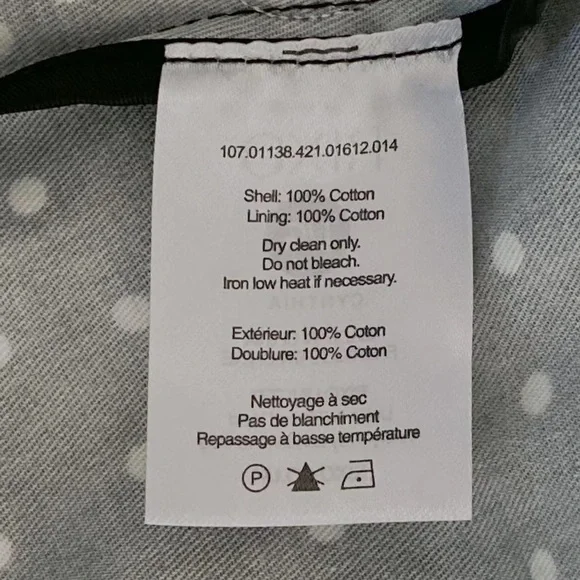 107.01138.421.01612.014
Shell: 100% Cotton
Lining: 100% Cotton
Dry clean only.
Do not bleach.
Iron low heat if necessary.
Extérieur: 100% Coton
Doublure: 100% Coton
Nettoyage à sec
Pas de blanchiment
Repassage à basse température
P